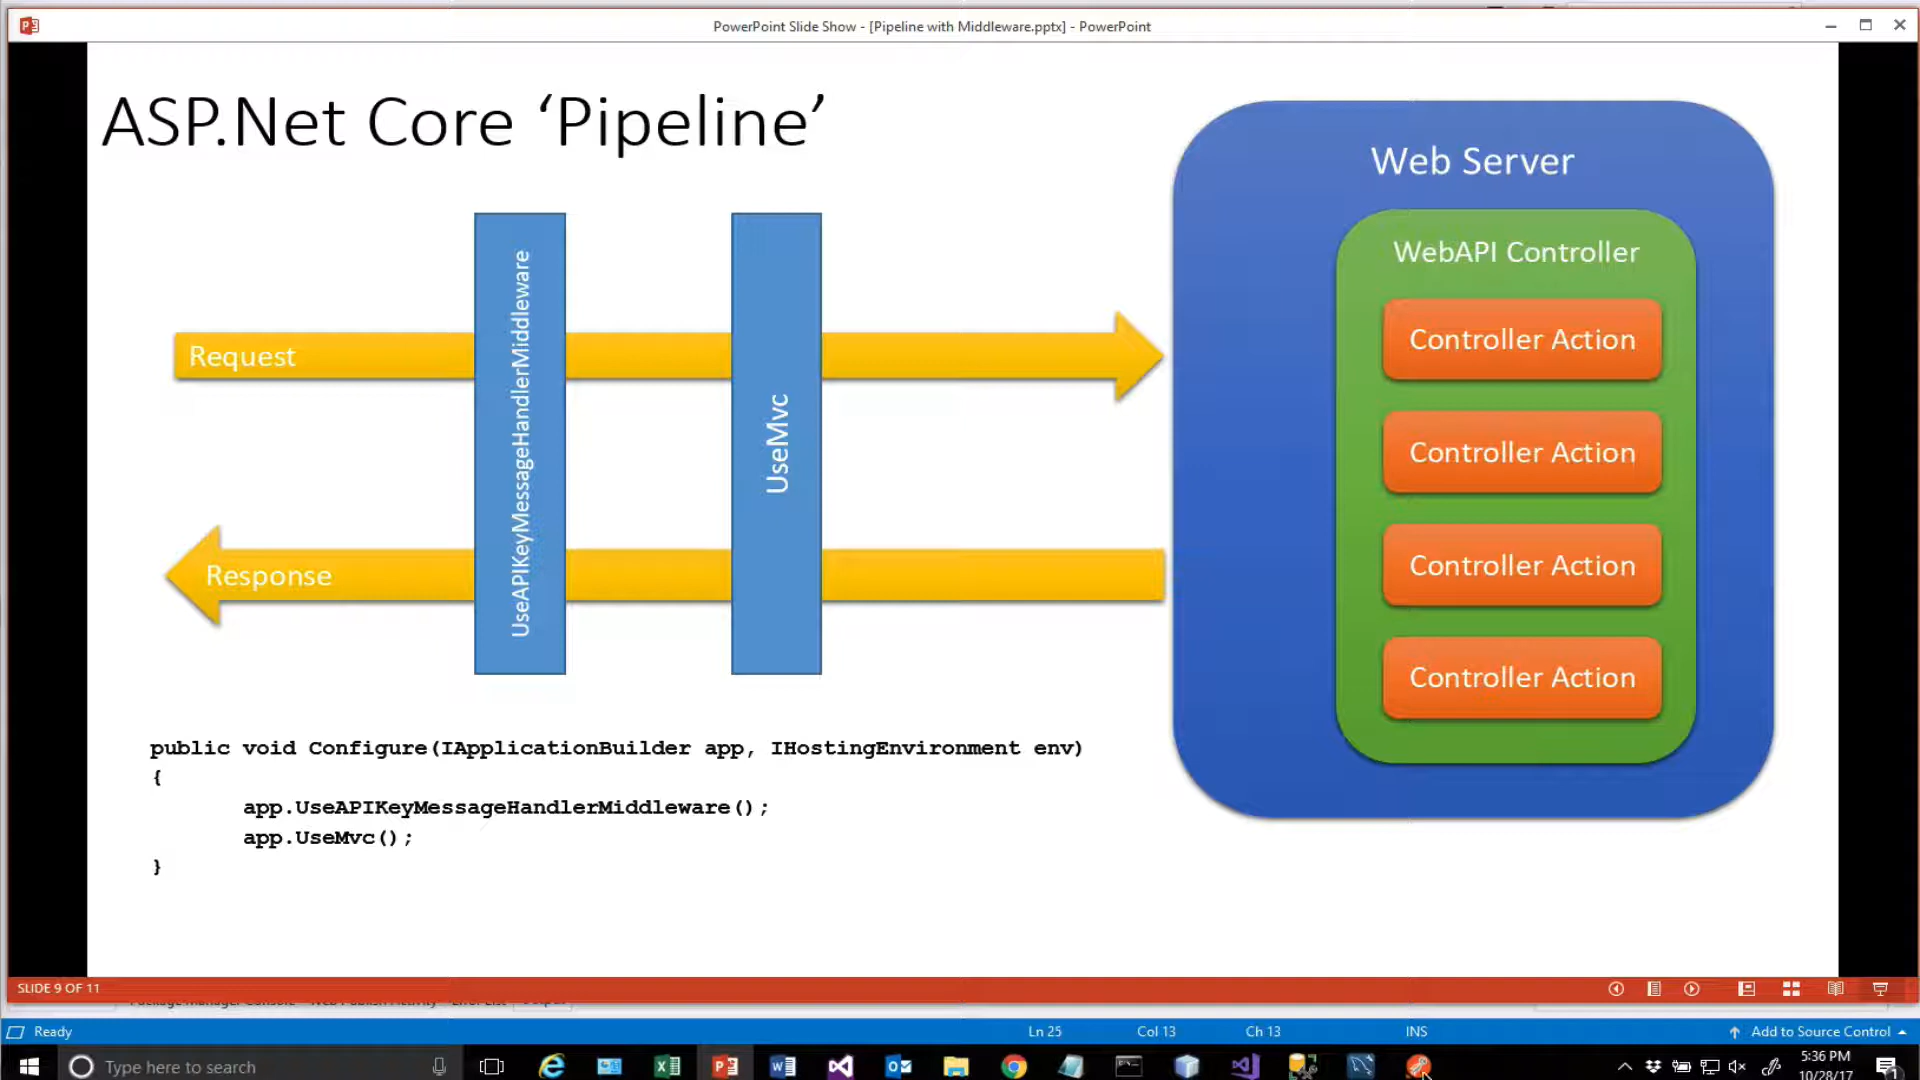 PowerPoint Slide Show - [Pipeline with Middleware.pptx] - PowerPoint
ASP.Net Core ‘Pipeline’
Web Server
WebAPI Controller
Controller Action
Controller Action
Controller Action
Controller Action
UseAPIKeyMessageHandlerMiddleware
UseMvc
Request
Response
public void Configure(IApplicationBuilder app, IHostingEnvironment env)
{
app.UseAPIKeyMessageHandlerMiddleware();
app.UseMvc();
}
SLIDE 9 OF 11
Ready
Ln 25
Col 13
Ch 13
INS
Add to Source Control
Type here to search
5:36 PM
10/28/17